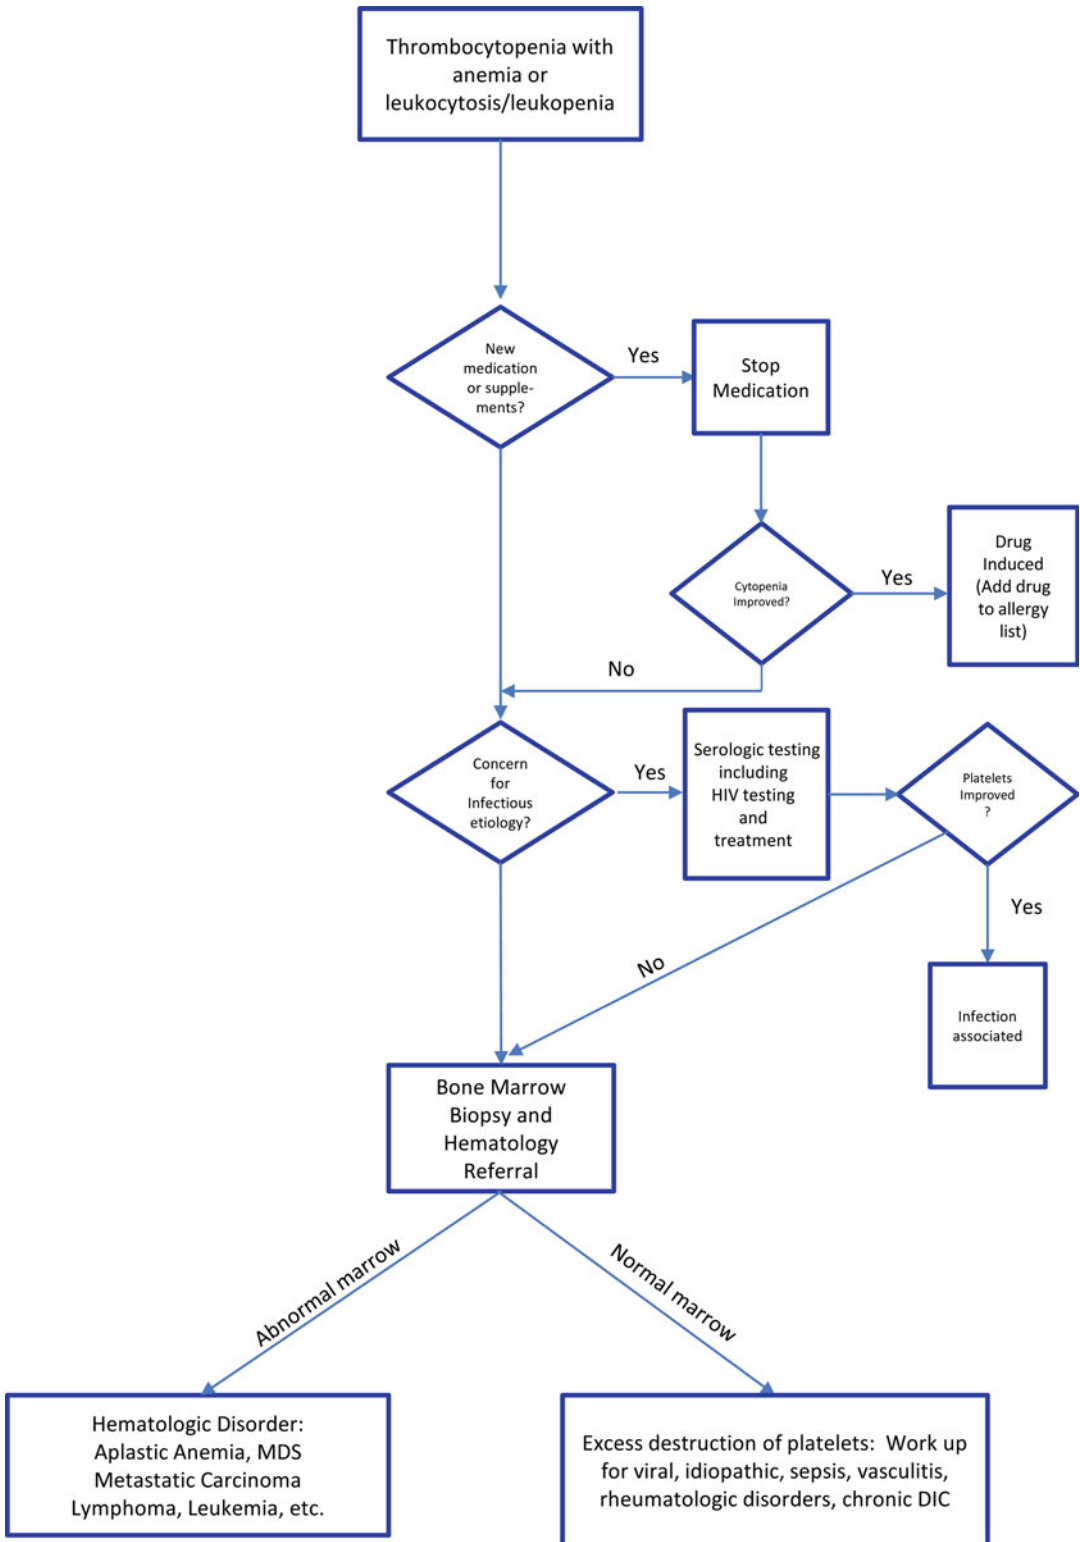 Thrombocytopenia with
anemia or
leukocytosis/leukopenia
New
medication
or supple-
ments?
Yes
Stop
Medication
Cytopenia
Improved?
Yes
Drug
Induced
(Add drug
to allergy
list)
No
Concern
for
Infectious
etiology?
Yes
Serologic testing
including
HIV testing
and
treatment
Platelets
Improved
?
Yes
No
Infection
associated
Bone Marrow
Biopsy and
Hematology
Referral
Abnormal marrow
Normal marrow
Hematologic Disorder:
Aplastic Anemia, MDS
Metastatic Carcinoma
Lymphoma, Leukemia, etc.
Excess destruction of platelets: Work up
for viral, idiopathic, sepsis, vasculitis,
rheumatologic disorders, chronic DIC